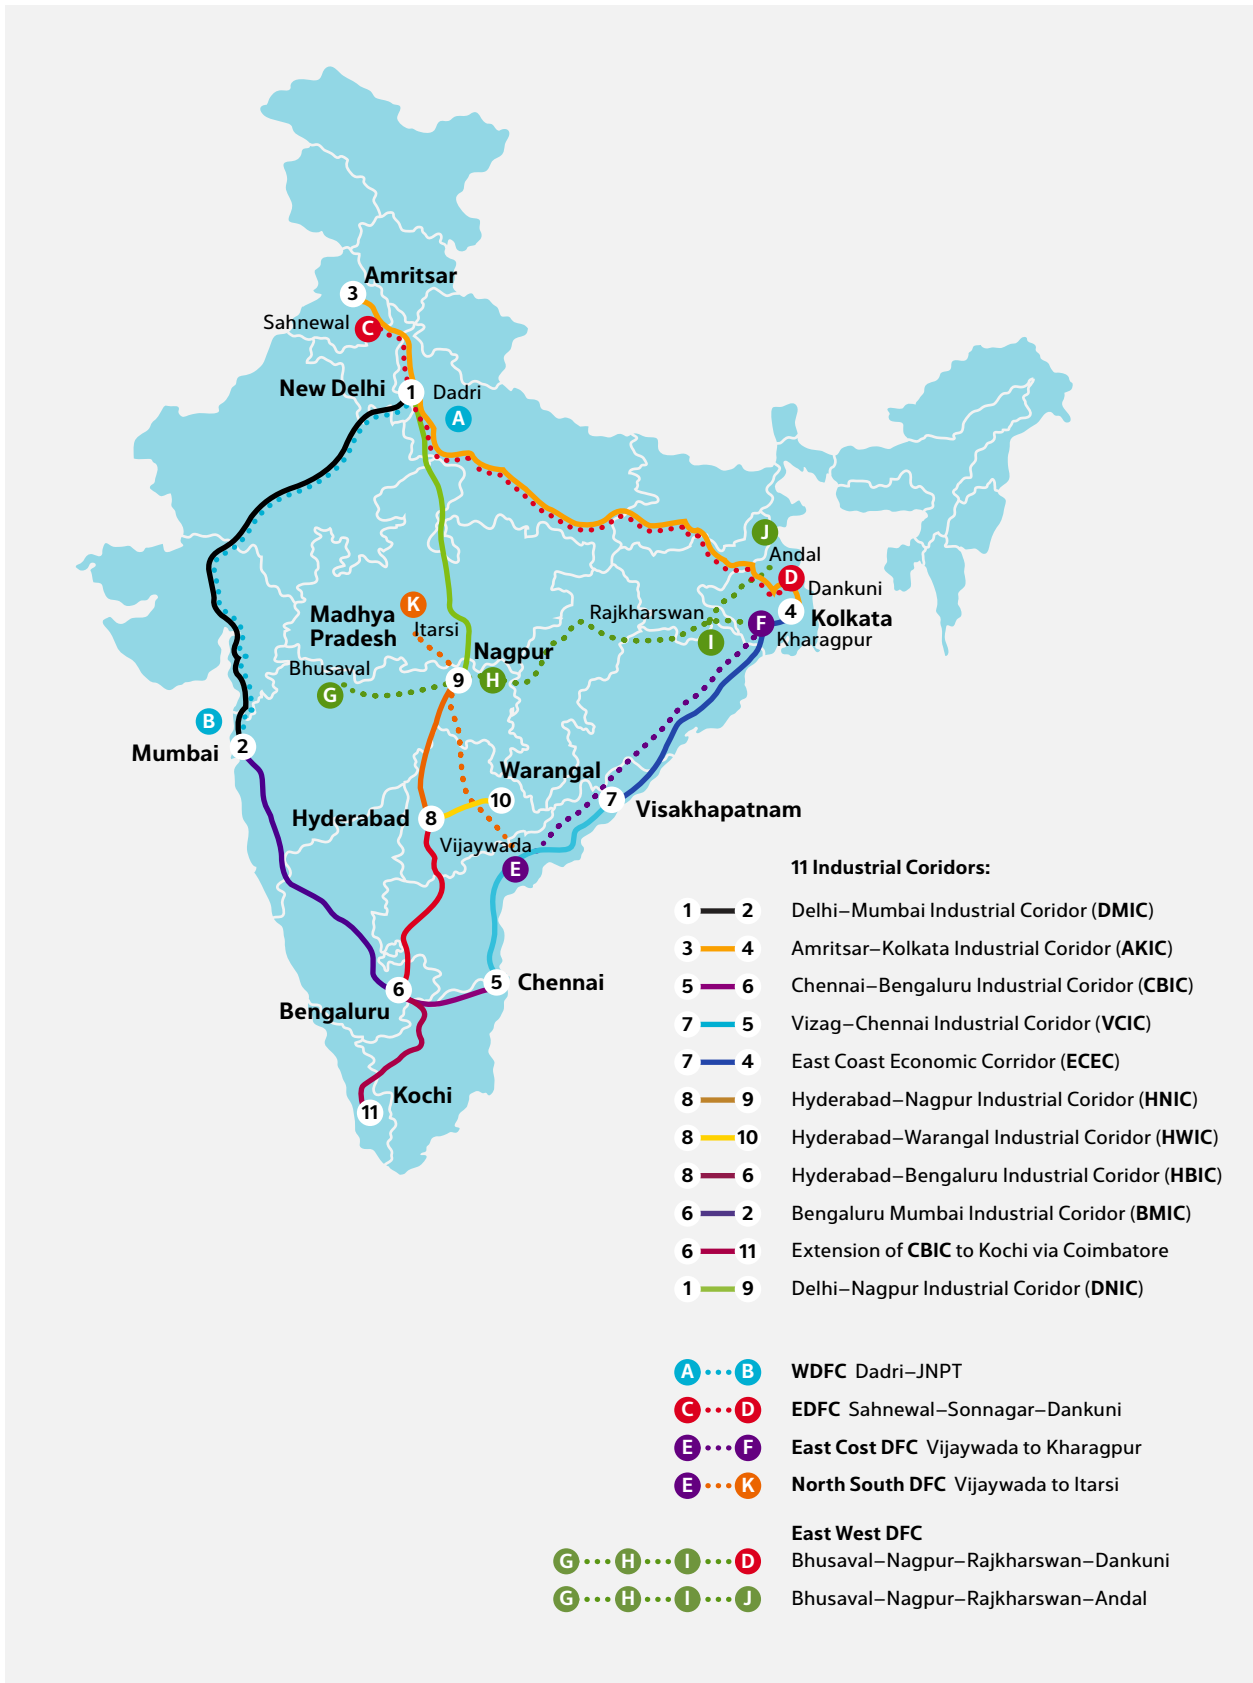 Amritsar
3
Sahnewal
C
New Delhi
1
Dadri
A
J
Andal
D
Dankuni
K
Madhya
Pradesh
Itarsi
Rajkharswan
4
Kolkata
F
Kharagpur
I
Nagpur
Bhusaval
G
9
H
B
Mumbai
2
Warangal
10
7
Visakhapatnam
Hyderabad
8
Vijaywada
E
5
Chennai
6
Bengaluru
Kochi
11
11 Industrial Coridors:
1 2 Delhi–Mumbai Industrial Coridor (DMIC)
3 4 Amritsar–Kolkata Industrial Coridor (AKIC)
5 6 Chennai–Bengaluru Industrial Coridor (CBIC)
7 5 Vizag–Chennai Industrial Coridor (VCIC)
7 4 East Coast Economic Corridor (ECEC)
8 9 Hyderabad–Nagpur Industrial Coridor (HNIC)
8 10 Hyderabad–Warangal Industrial Coridor (HWIC)
8 6 Hyderabad–Bengaluru Industrial Coridor (HBIC)
6 2 Bengaluru Mumbai Industrial Coridor (BMIC)
6 11 Extension of CBIC to Kochi via Coimbatore
1 9 Delhi–Nagpur Industrial Coridor (DNIC)
A B WDFC Dadri–JNPT
C D EDFC Sahnewal–Sonnagar–Dankuni
E F East Cost DFC Vijaywada to Kharagpur
E K North South DFC Vijaywada to Itarsi
East West DFC
G H I D Bhusaval–Nagpur–Rajkharswan–Dankuni
G H I J Bhusaval–Nagpur–Rajkharswan–Andal